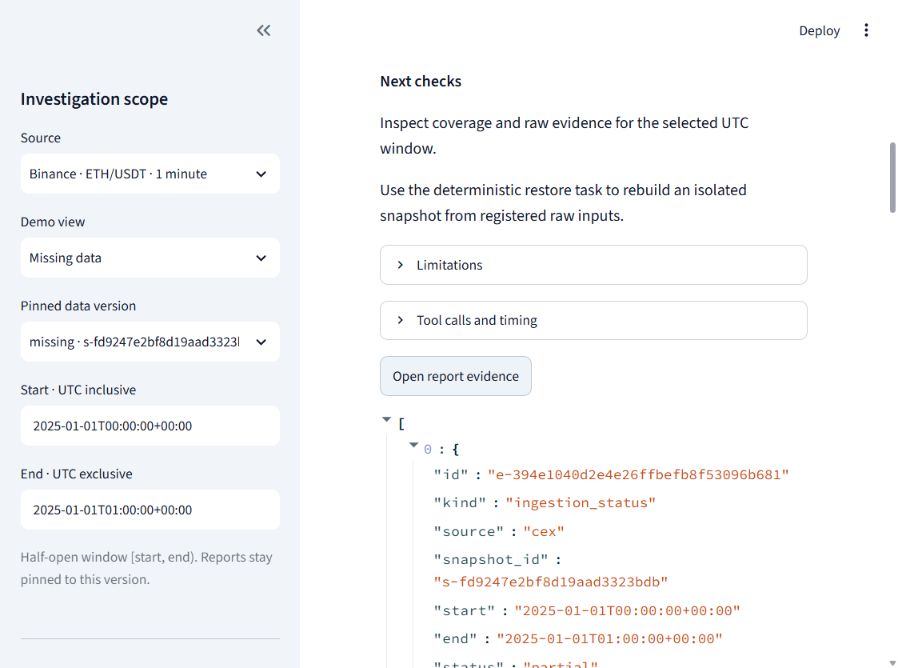 Deploy
Investigation scope
Source
Binance · ETH/USDT · 1 minute
Demo view
Missing data
Pinned data version
missing · s-fd9247e2bf8d19aad3323
Start · UTC inclusive
2025-01-01T00:00:00+00:00
End · UTC exclusive
2025-01-01T01:00:00+00:00
Half-open window [start, end). Reports stay
pinned to this version.
Next checks
Inspect coverage and raw evidence for the selected UTC
window.
Use the deterministic restore task to rebuild an isolated
snapshot from registered raw inputs.
Limitations
Tool calls and timing
Open report evidence
[
0 : {
"id" : "e-394e1040d2e4e26ffbefb8f53096b681"
"kind" : "ingestion_status"
"source" : "cex"
"snapshot_id" :
"s-fd9247e2bf8d19aad3323bdb"
"start" : "2025-01-01T00:00:00+00:00"
"end" : "2025-01-01T01:00:00+00:00"
"status" : "partial"